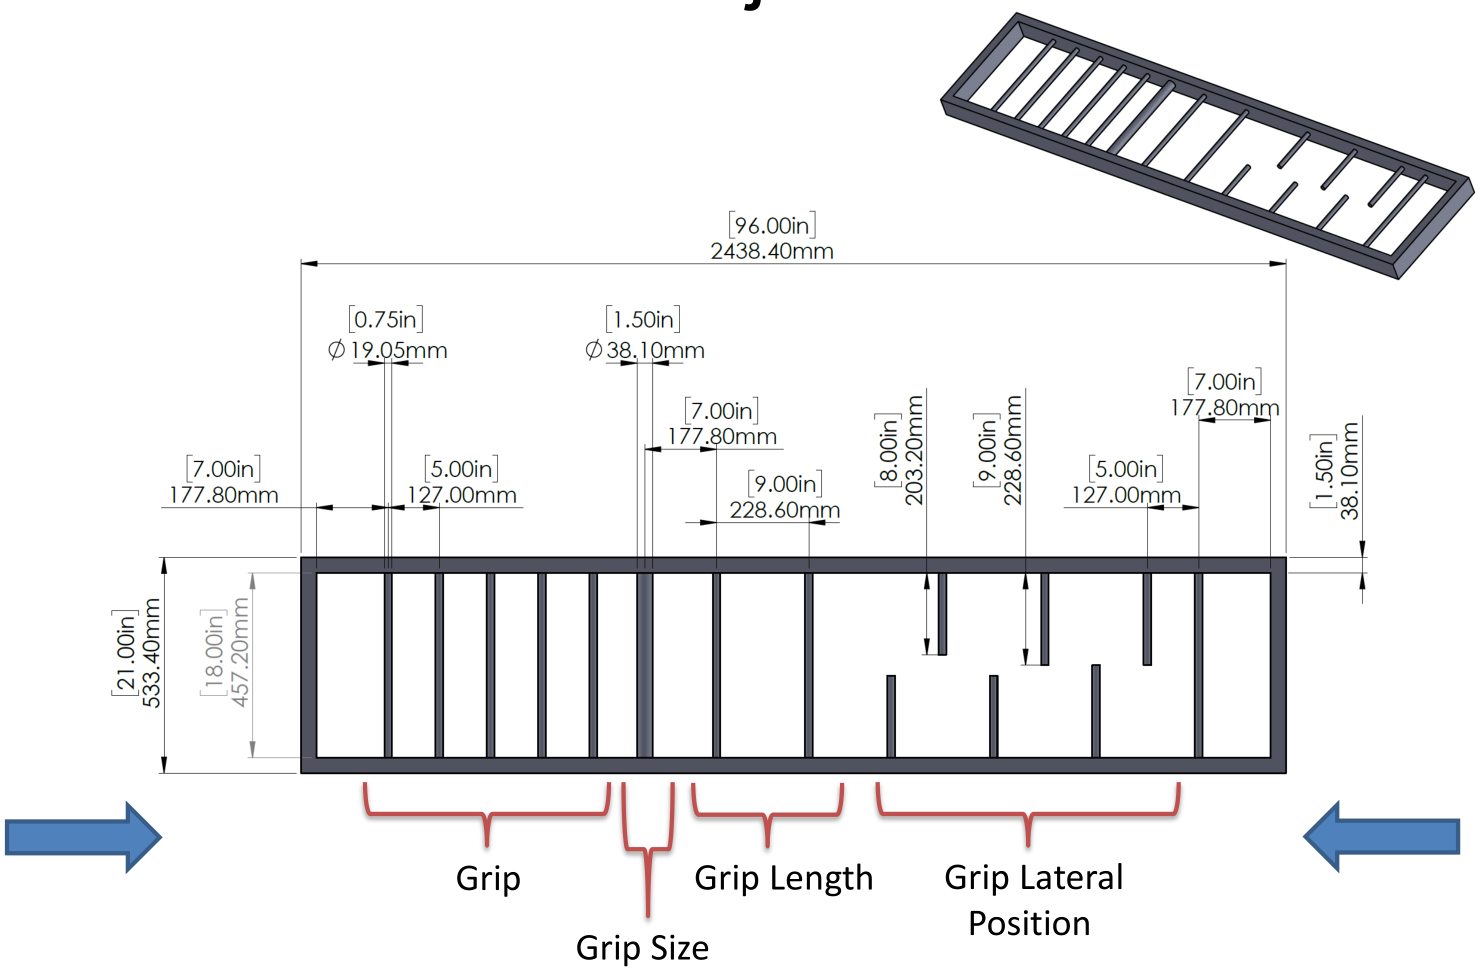 [96.00in]
2438.40mm
[0.75in]
∅19.05mm
[1.50in]
∅38.10mm
[7.00in]
177.80mm
[7.00in]
177.80mm
[8.00in]
203.20mm
[9.00in]
228.60mm
[1.50in]
38.10mm
[7.00in]
177.80mm
[5.00in]
127.00mm
[9.00in]
228.60mm
[5.00in]
127.00mm
[21.00in]
533.40mm
[18.00in]
457.20mm
Grip
Grip Size
Grip Length
Grip Lateral
Position